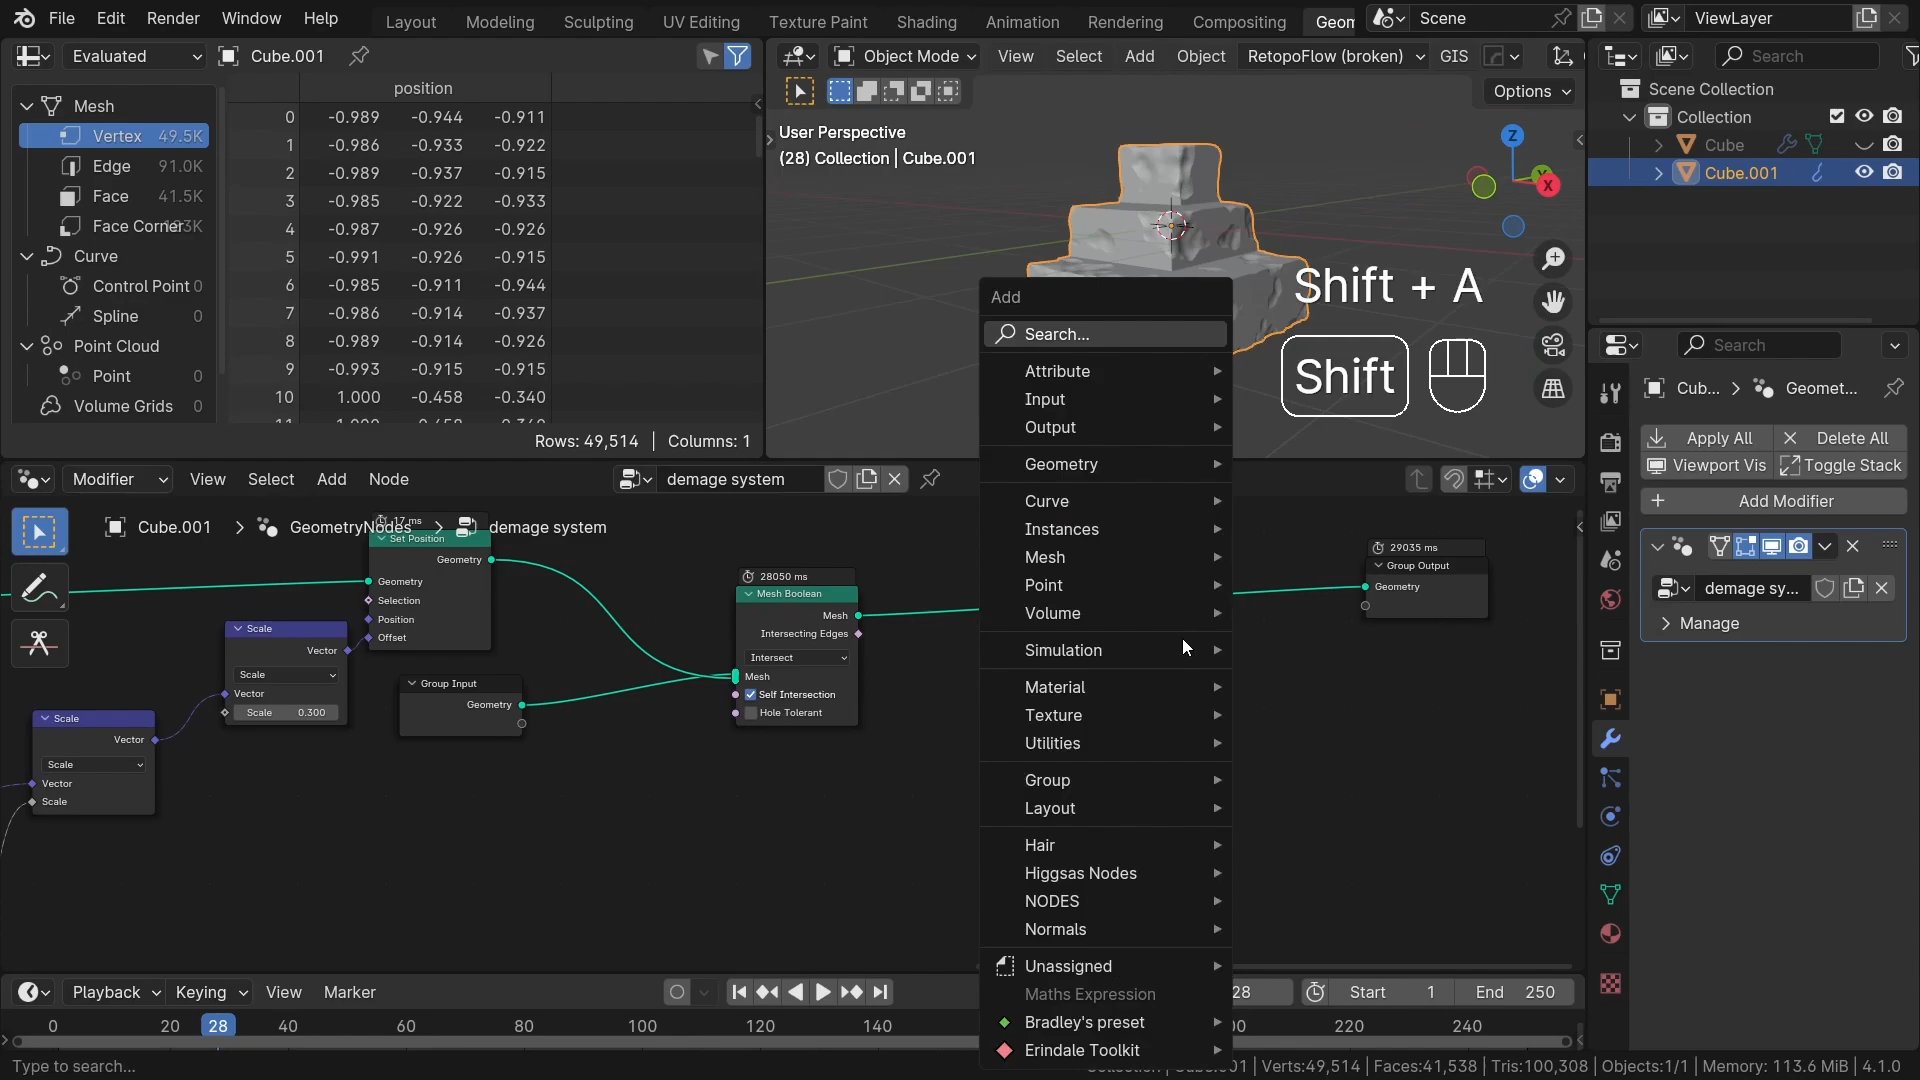 File Edit Render Window Help
Layout Modeling Sculpting UV Editing Texture Paint Shading Animation Rendering Compositing Geom
Scene
ViewLayer
Evaluated
Cube.001
position
Mesh
Vertex 49.5K
Edge 91.0K
Face 41.5K
Face Corner
Curve
Control Point 0
Spline 0
Point Cloud
Point 0
Volume Grids 0
0 -0.989 -0.944 -0.911
1 -0.986 -0.933 -0.922
2 -0.989 -0.937 -0.915
3 -0.985 -0.922 -0.933
4 -0.987 -0.926 -0.926
5 -0.991 -0.926 -0.915
6 -0.985 -0.911 -0.944
7 -0.986 -0.914 -0.937
8 -0.989 -0.914 -0.926
9 -0.993 -0.915 -0.915
10 1.000 -0.458 -0.340
Rows: 49,514 Columns: 1
Object Mode View Select Add Object RetopoFlow (broken) GIS
Options
User Perspective
(28) Collection | Cube.001
Z
X
Shift + A
Shift
Search
Scene Collection
Collection
Cube
Cube.001
Search
Cub... > Geomet...
Apply All Delete All
Viewport Vis Toggle Stack
Add Modifier
demage sy...
Manage
Modifier View Select Add Node
demage system
Cube.001 > GeometryNodes > demage system
17 ms
Set Position
Geometry
Geometry
Selection
Position
Offset
Scale
Vector
Scale
Vector
Scale 0.300
Scale
Vector
Scale
Vector
Scale
Group Input
Geometry
28050 ms
Mesh Boolean
Mesh
Intersecting Edges
Intersect
Mesh
Self Intersection
Hole Tolerant
29035 ms
Group Output
Geometry
Add
Search...
Attribute
Input
Output
Geometry
Curve
Instances
Mesh
Point
Volume
Simulation
Material
Texture
Utilities
Group
Layout
Hair
Higgsas Nodes
NODES
Normals
Unassigned
Maths Expression
Bradley's preset
Erindale Toolkit
Playback Keying View Marker
28
Start 1 End 250
0 20 28 40 60 80 100 120 140 220 240
Type to search...
| Verts:49,514 | Faces:41,538 | Tris:100,308 | Objects:1/1 | Memory: 113.6 MiB | 4.1.0